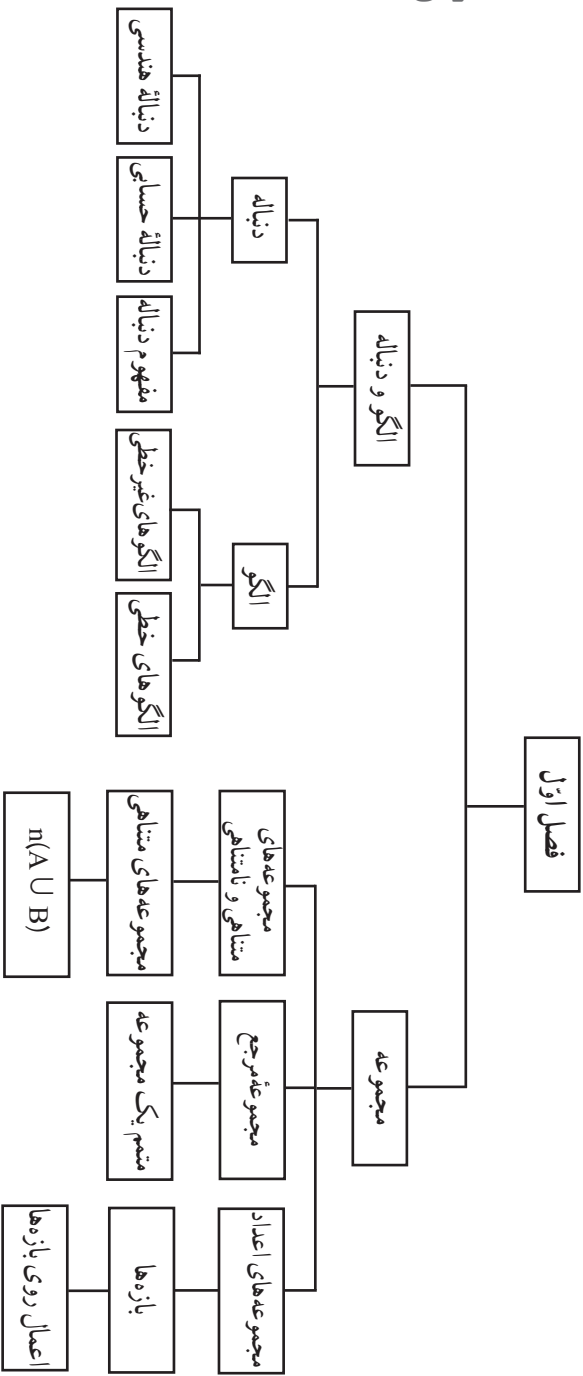 فصل اوّل
مجموعه
الگو و دنباله
مجموعه‌های اعداد
مجموعهٔ مرجع
مجموعه‌های
متناهی و نامتناهی
الگو
دنباله
بازه‌ها
متمم یک مجموعه
مجموعه‌های متناهی
الگوهای خطی
الگوهای غیرخطی
مفهوم دنباله
دنبالهٔ حسابی
دنبالهٔ هندسی
اعمال روی بازه‌ها
n(A ∪ B)